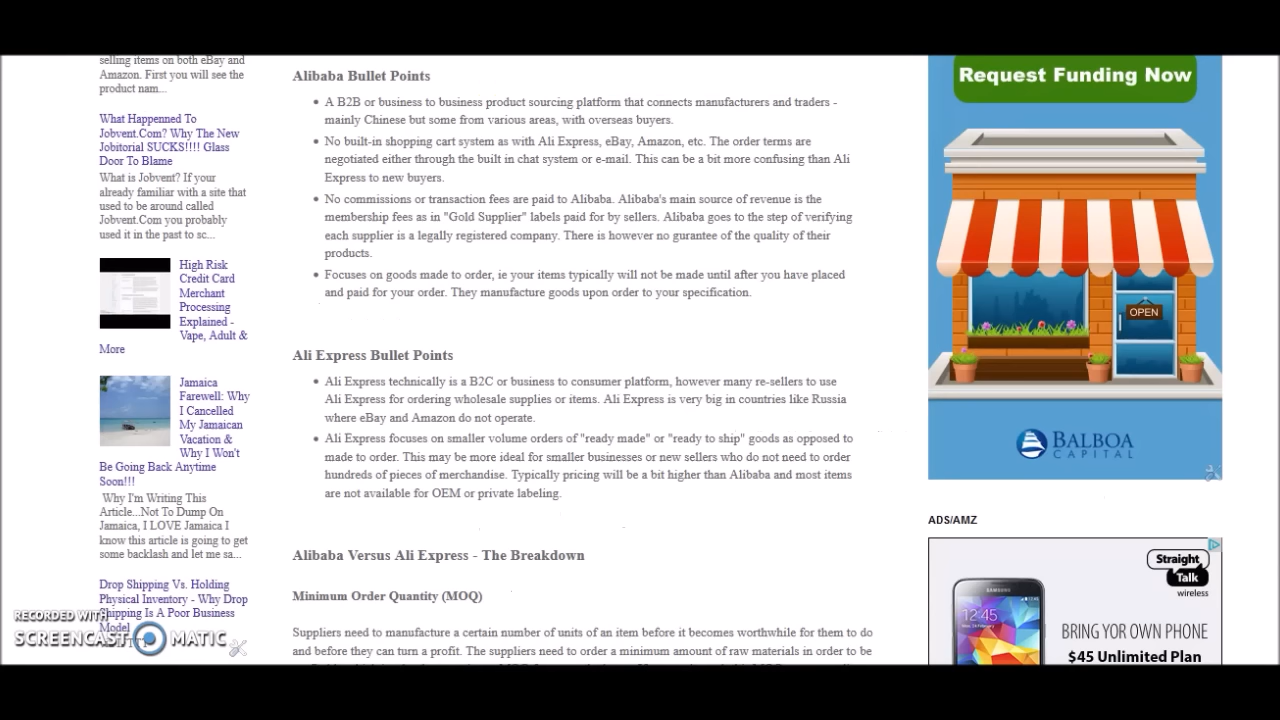 selling items on both eBay and
Amazon. First you will see the
product nam...
What Happenned To
Jobvent.Com? Why The New
Jobitorial SUCKS!!!! Glass
Door To Blame
What is Jobvent? If your
already familiar with a site that
used to be around called
Jobvent.Com you probably
used it in the past to sc...
High Risk
Credit Card
Merchant
Processing
Explained -
Vape, Adult &
More
Jamaica
Farewell: Why
I Cancelled
My Jamaican
Vacation &
Why I Won't
Be Going Back Anytime
Soon!!!
Why I'm Writing This
Article...Not To Dump On
Jamaica, I LOVE Jamaica I
know this article is going to get
some backlash and let me sa...
Drop Shipping Vs. Holding
Physical Inventory - Why Drop
Shipping Is A Poor Business
Model
RECORDED WITH
SCREENCAST MATIC
Alibaba Bullet Points
• A B2B or business to business product sourcing platform that connects manufacturers and traders -
mainly Chinese but some from various areas, with overseas buyers.
• No built-in shopping cart system as with Ali Express, eBay, Amazon, etc. The order terms are
negotiated either through the built in chat system or e-mail. This can be a bit more confusing than Ali
Express to new buyers.
• No commissions or transaction fees are paid to Alibaba. Alibaba's main source of revenue is the
membership fees as in "Gold Supplier" labels paid for by sellers. Alibaba goes to the step of verifying
each supplier is a legally registered company. There is however no gurantee of the quality of their
products.
• Focuses on goods made to order, ie your items typically will not be made until after you have placed
and paid for your order. They manufacture goods upon order to your specification.
Ali Express Bullet Points
• Ali Express technically is a B2C or business to consumer platform, however many re-sellers to use
Ali Express for ordering wholesale supplies or items. Ali Express is very big in countries like Russia
where eBay and Amazon do not operate.
• Ali Express focuses on smaller volume orders of "ready made" or "ready to ship" goods as opposed to
made to order. This may be more ideal for smaller businesses or new sellers who do not need to order
hundreds of pieces of merchandise. Typically pricing will be a bit higher than Alibaba and most items
are not available for OEM or private labeling.
Alibaba Versus Ali Express - The Breakdown
Minimum Order Quantity (MOQ)
Suppliers need to manufacture a certain number of units of an item before it becomes worthwhile for them to do
and before they can turn a profit. The suppliers need to order a minimum amount of raw materials in order to be
Request Funding Now
OPEN
BALBOA
CAPITAL
ADS/AMZ
Straight
Talk
wireless
SAMSUNG
12:45
BRING YOR OWN PHONE
$45 Unlimited Plan